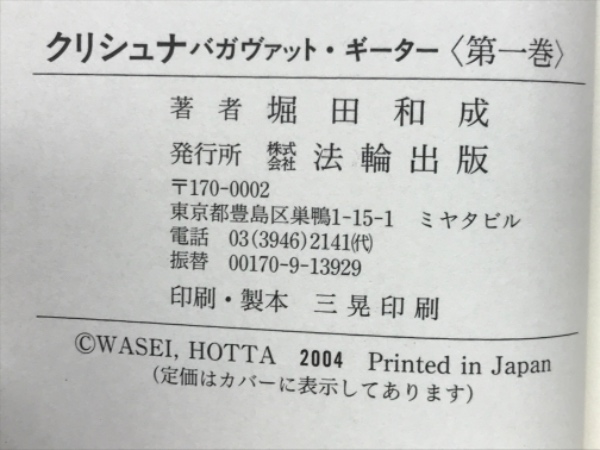 クリシュナ バガヴァット・ギーター〈第一巻〉
著者 堀田和成
発行所 株式会社 法輪出版
〒170-0002
東京都豊島区巣鴨1-15-1 ミヤタビル
電話 03(3946)2141㈹
振替 00170-9-13929
印刷・製本 三晃印刷
©WASEI, HOTTA 2004 Printed in Japan
(定価はカバーに表示してあります)